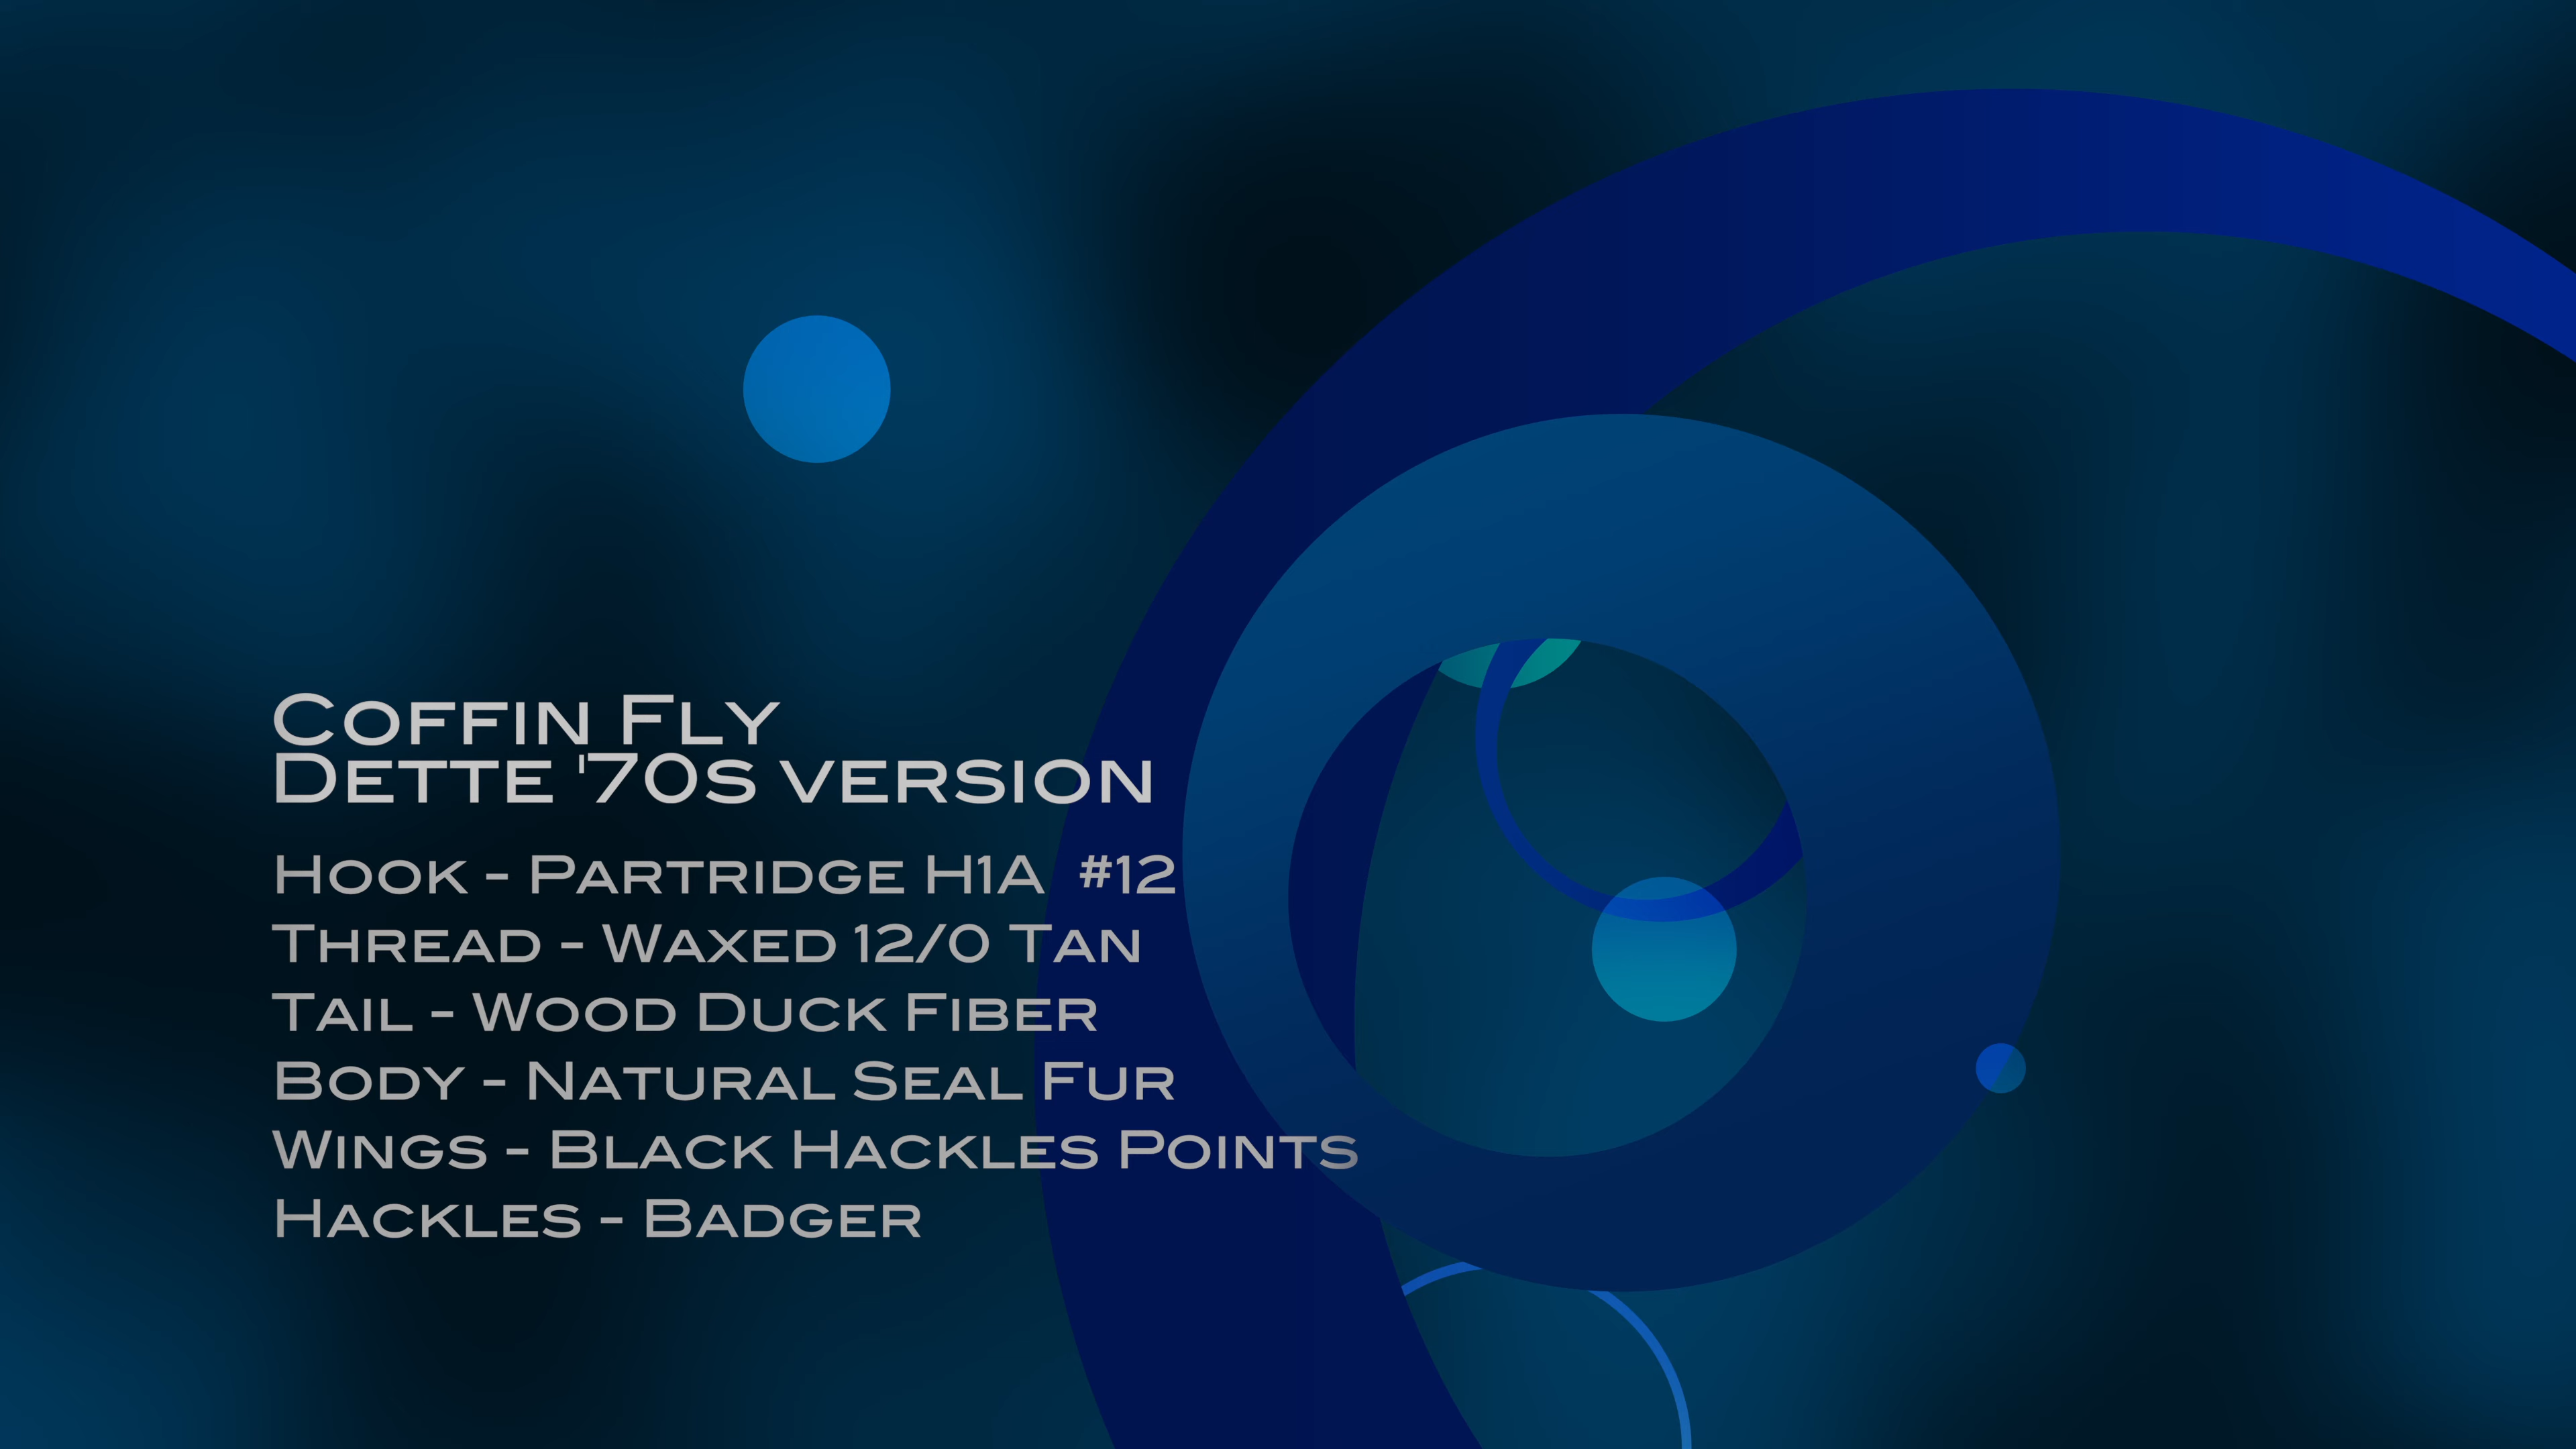 Coffin Fly
Dette '70s version
Hook - Partridge H1A #12
Thread - Waxed 12/0 Tan
Tail - Wood Duck Fiber
Body - Natural Seal Fur
Wings - Black Hackles Points
Hackles - Badger